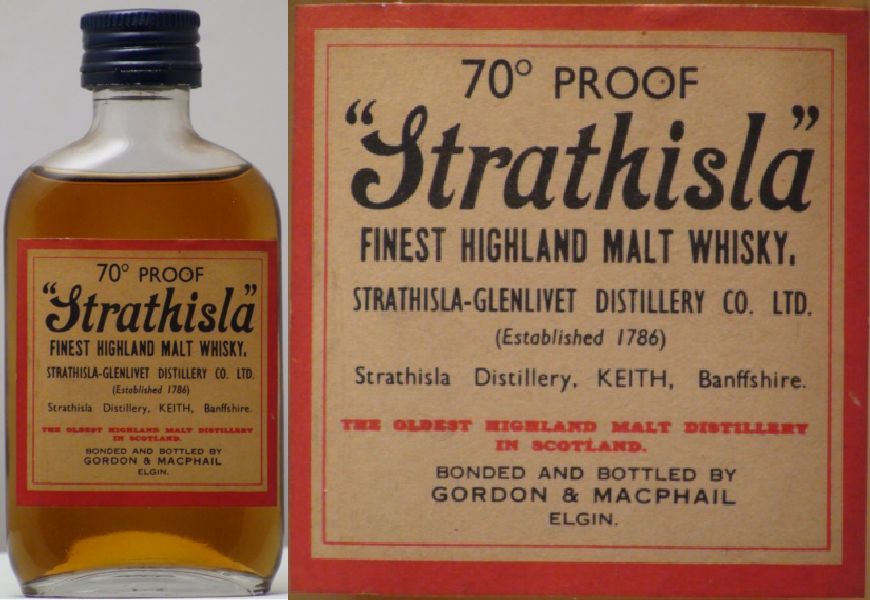 70° PROOF
"Strathisla"
FINEST HIGHLAND MALT WHISKY.
STRATHISLA-GLENLIVET DISTILLERY CO. LTD.
(Established 1786)
Strathisla Distillery, KEITH, Banffshire.
THE OLDEST HIGHLAND MALT DISTILLERY
IN SCOTLAND.
BONDED AND BOTTLED BY
GORDON & MACPHAIL
ELGIN.
70° PROOF
"Strathisla"
FINEST HIGHLAND MALT WHISKY.
STRATHISLA-GLENLIVET DISTILLERY CO. LTD.
(Established 1786)
Strathisla Distillery, KEITH, Banffshire.
THE OLDEST HIGHLAND MALT DISTILLERY
IN SCOTLAND.
BONDED AND BOTTLED BY
GORDON & MACPHAIL
ELGIN.